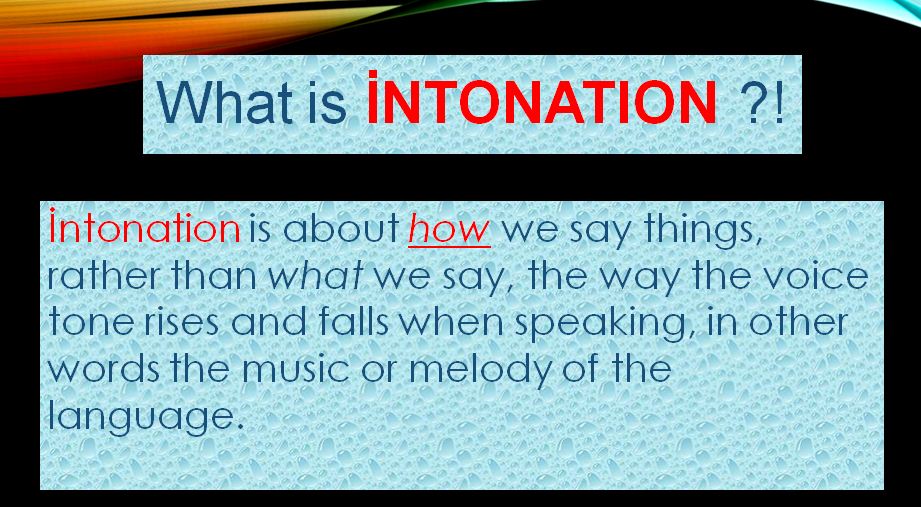 What is İNTONATION ?!
İntonation is about how we say things,
rather than what we say, the way the voice
tone rises and falls when speaking, in other
words the music or melody of the
language.